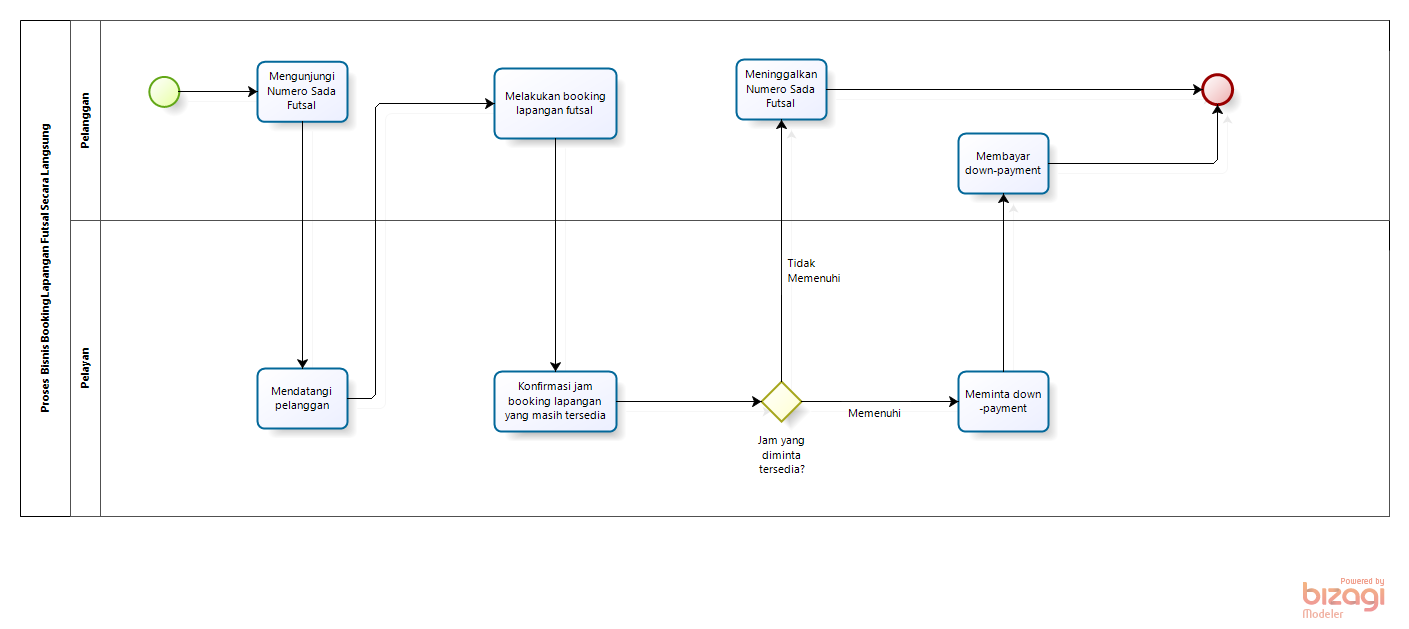 Proses Bisnis Booking Lapangan Futsal Secara Langsung
Pelanggan
Mengunjungi
Numero Sada
Futsal
Melakukan booking
lapangan futsal
Meninggalkan
Numero Sada
Futsal
Membayar
down-payment
Pelayan
Tidak
Memenuhi
Mendatangi
pelanggan
Konfirmasi jam
booking lapangan
yang masih tersedia
Jam yang
diminta
tersedia?
Memenuhi
Meminta down
-payment
Powered by
bizagi
Modeler